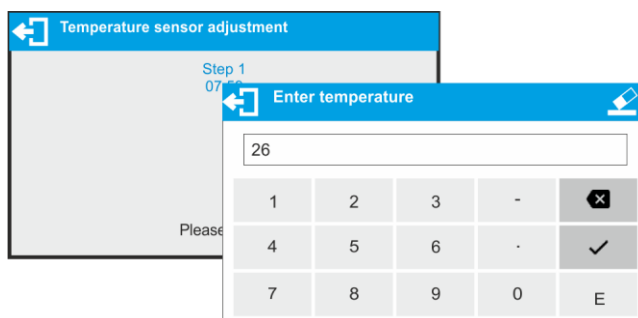 Temperature sensor adjustment
Step 1
Please
Enter temperature
26
1 2 3 -
4 5 6 .
7 8 9 0 E